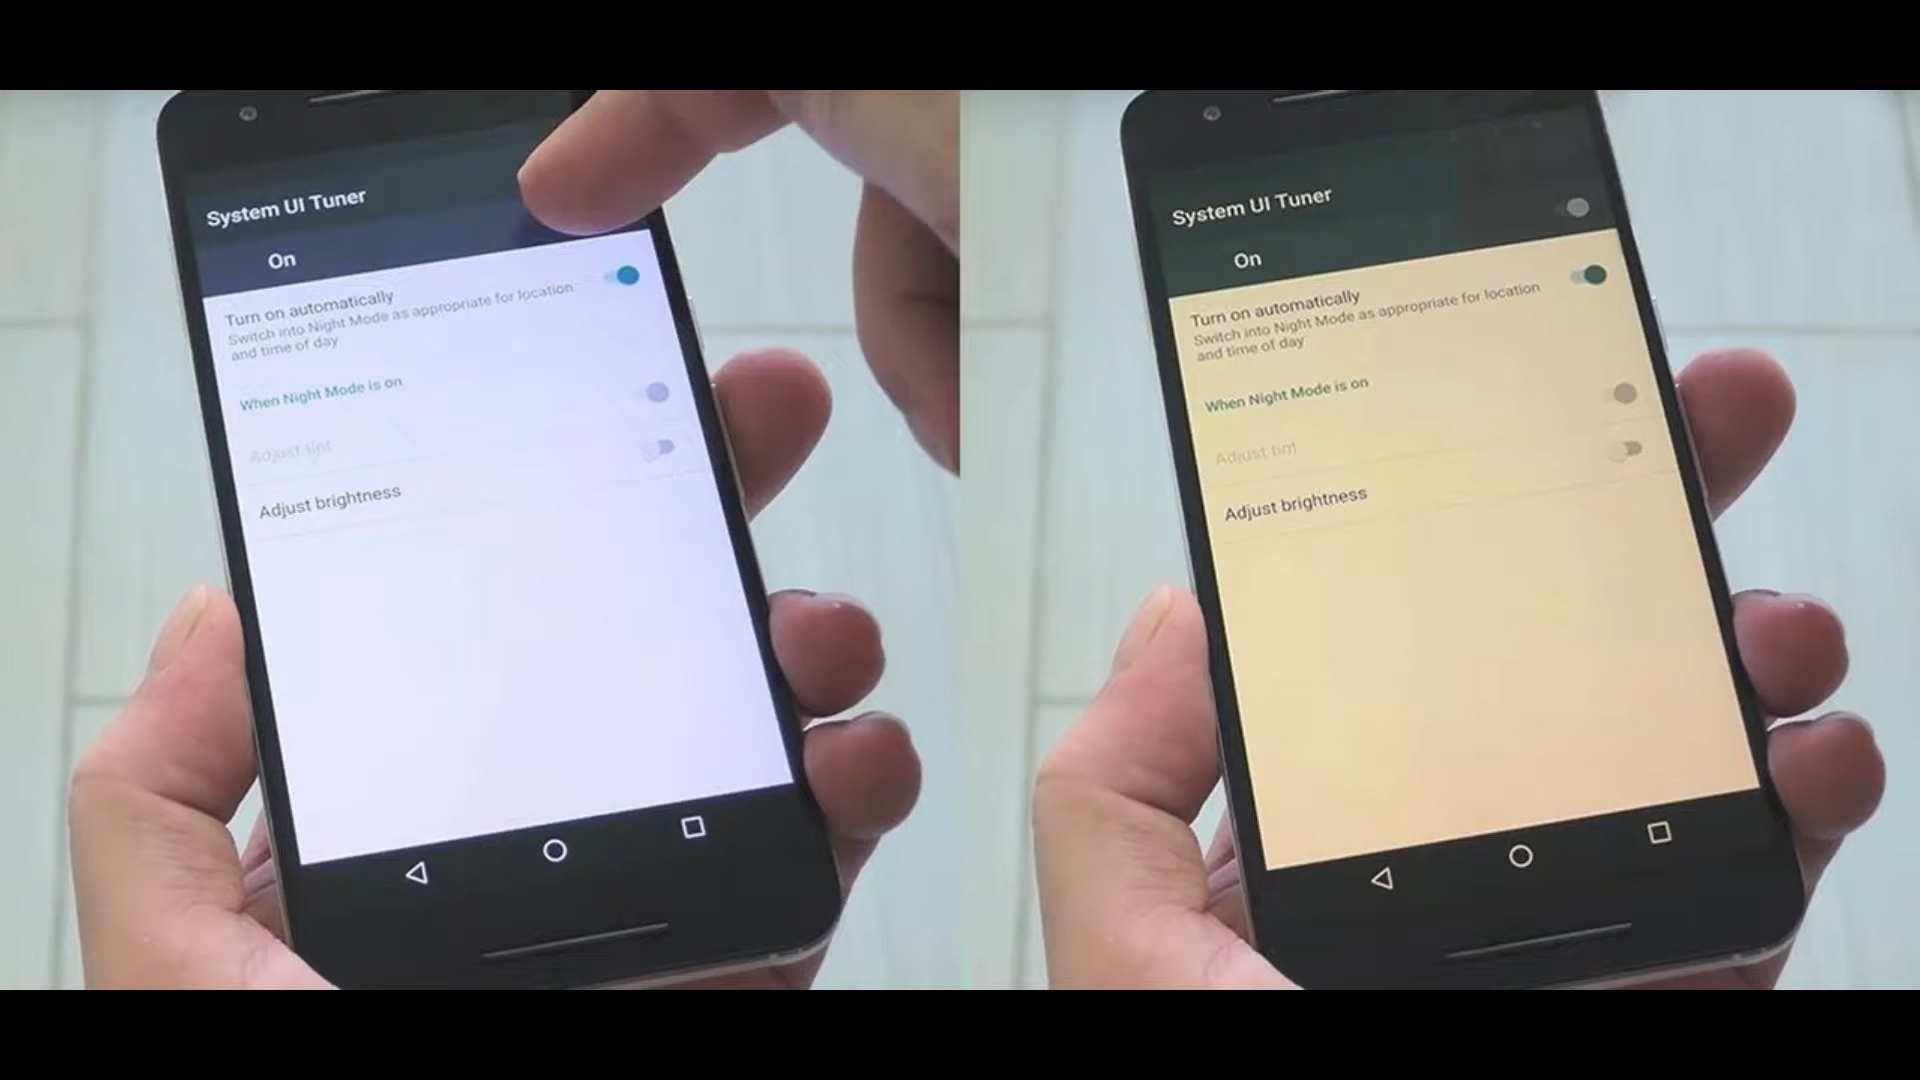 System UI Tuner
On
Turn on automatically
Switch into Night Mode as appropriate for location
and time of day
When Night Mode is on
Adjust tint
Adjust brightness
System UI Tuner
On
Turn on automatically
Switch into Night Mode as appropriate for location
and time of day
When Night Mode is on
Adjust tint
Adjust brightness